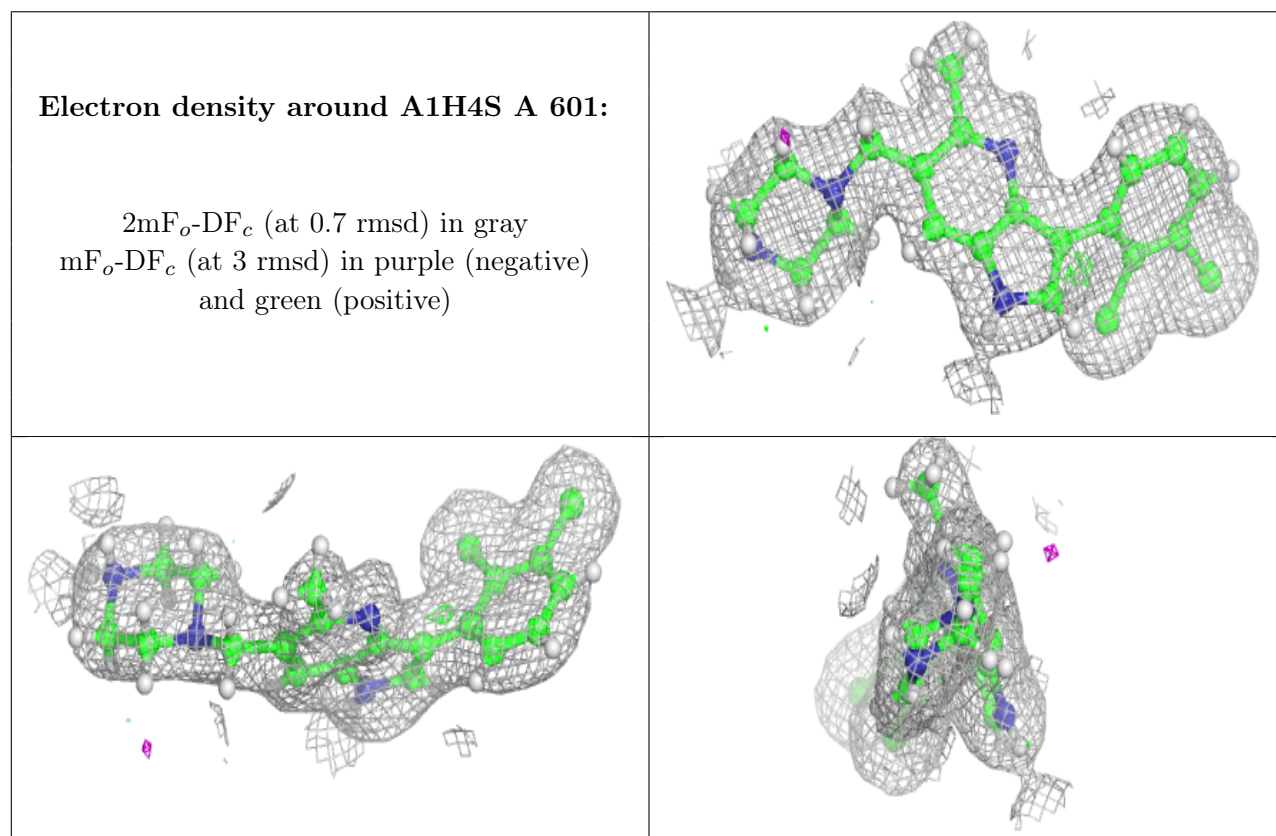 Electron density around A1H4S A 601:
2mFₒ-DF𝒸 (at 0.7 rmsd) in gray
mFₒ-DF𝒸 (at 3 rmsd) in purple (negative)
and green (positive)